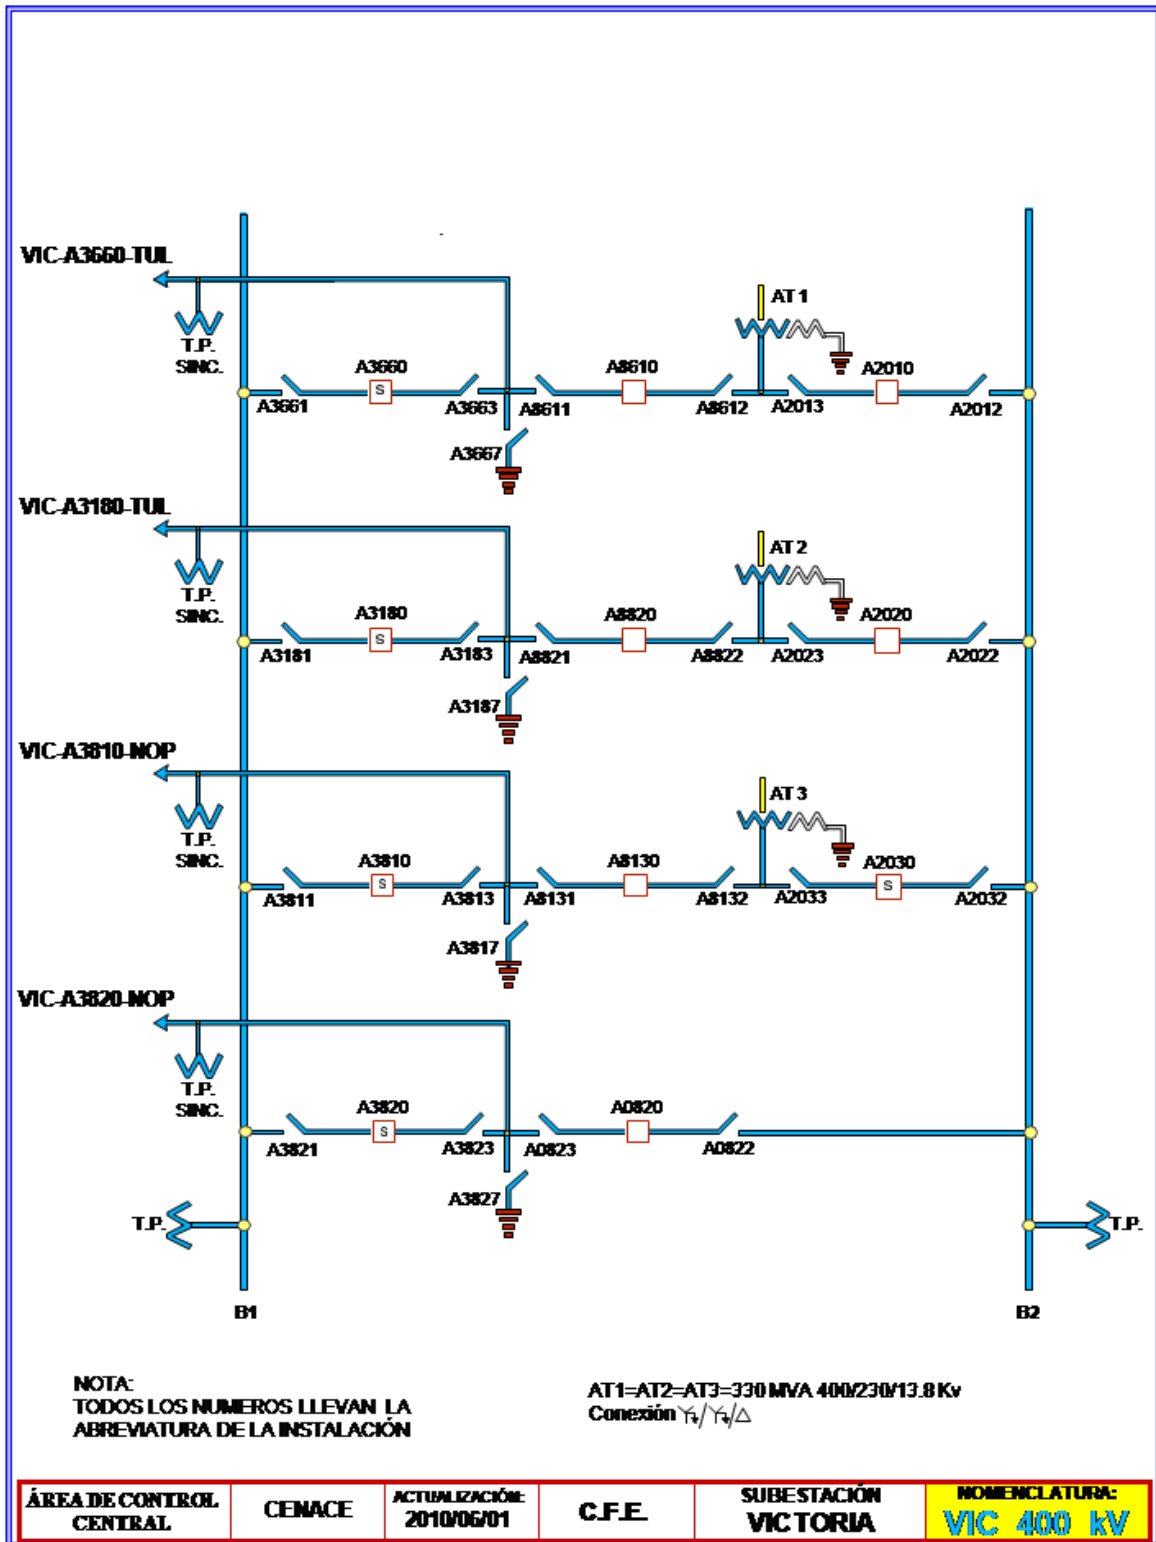 VIC-A3660-TUL
T.P.
SINC.
AT 1
A3660
S
A8610
A2010
A3661
A3663
A8611
A8612
A2013
A2012
A3667
VIC-A3180-TUL
T.P.
SINC.
AT 2
A3180
S
A8820
A2020
A3181
A3183
A8821
A8822
A2023
A2022
A3187
VIC-A3810-NOP
T.P.
SINC.
AT 3
A3810
S
A8130
A2030
S
A3811
A3813
A8131
A8132
A2033
A2032
A3817
VIC-A3820-NOP
T.P.
SINC.
A3820
S
A0820
A3821
A3823
A0823
A0822
A3827
T.P.
T.P.
B1
B2
NOTA:
TODOS LOS NUMEROS LLEVAN LA
ABREVIATURA DE LA INSTALACIÓN
AT1=AT2=AT3=330 MVA 400/230/13.8 Kv
Conexión
ÁREA DE CONTROL
CENTRAL
CENACE
ACTUALIZACIÓN:
2010/06/01
C.F.E.
SUBESTACIÓN
VICTORIA
NOMENCLATURA:
VIC 400 kV